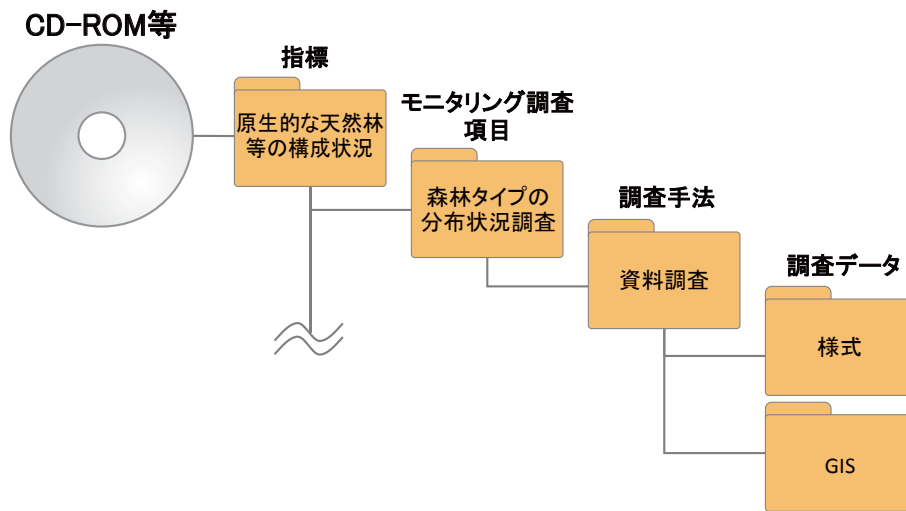 CD-ROM等
指標
原生的な天然林
等の構成状況
モニタリング調査
項目
森林タイプの
分布状況調査
調査手法
資料調査
調査データ
様式
GIS